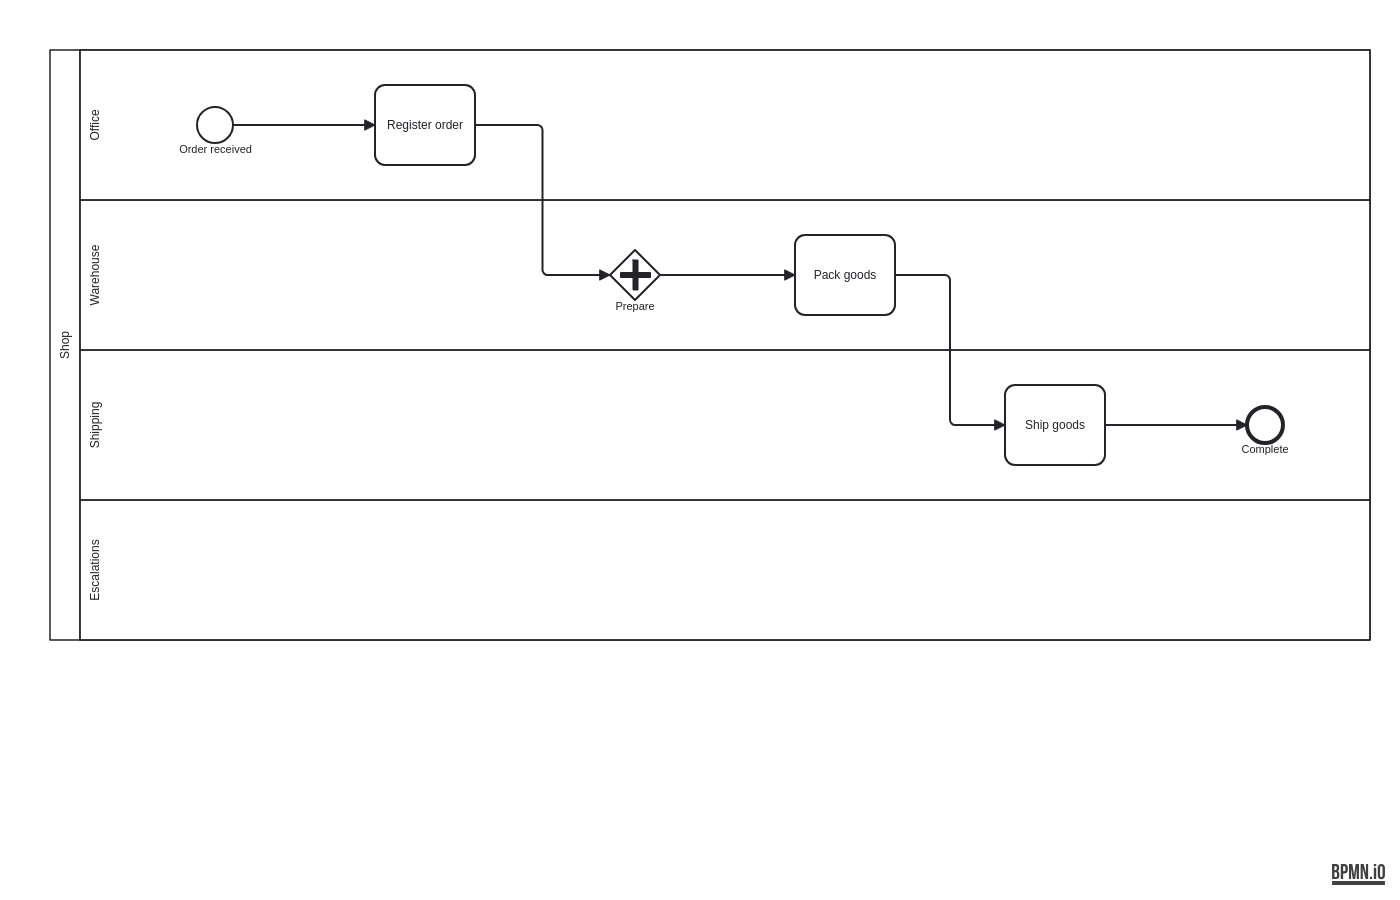 Shop
Office
Order received
Register order
Warehouse
Prepare
Pack goods
Shipping
Ship goods
Complete
Escalations
BPMN.iO